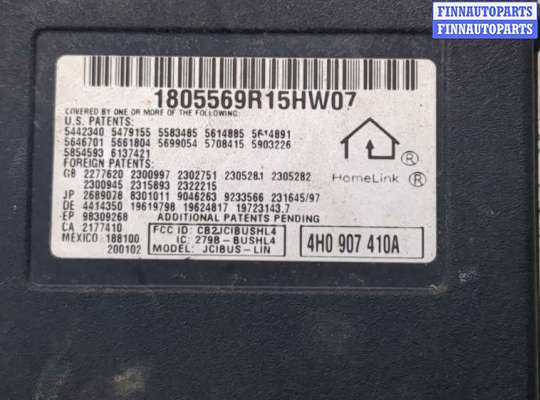 FINNAUTOPARTS
FINNAUTOPARTS
1805569R15HW07
COVERED BY ONE OR MORE OF THE FOLLOWING:
U.S. PATENTS:
5442340 5479155 5583485 5614885 5614891
5646701 5661804 5699054 5708415 5903226
5854593 6137421
FOREIGN PATENTS:
GB 2277620 2300997 2302751 2305281 2305282
2300945 2315893 2322215
JP 2689078 8301011 9046263 9233566 231645/97
DE 4414350 19619798 19624817 19723143.7
EP 98309268 ADDITIONAL PATENTS PENDING
CA 2177410
MEXICO 188100
200102
HomeLink ®
®
FCC ID: CB2JCIBUSHL4
IC: 279B-BUSHL4
MODEL: JCIBUS-LIN
4H0 907 410A